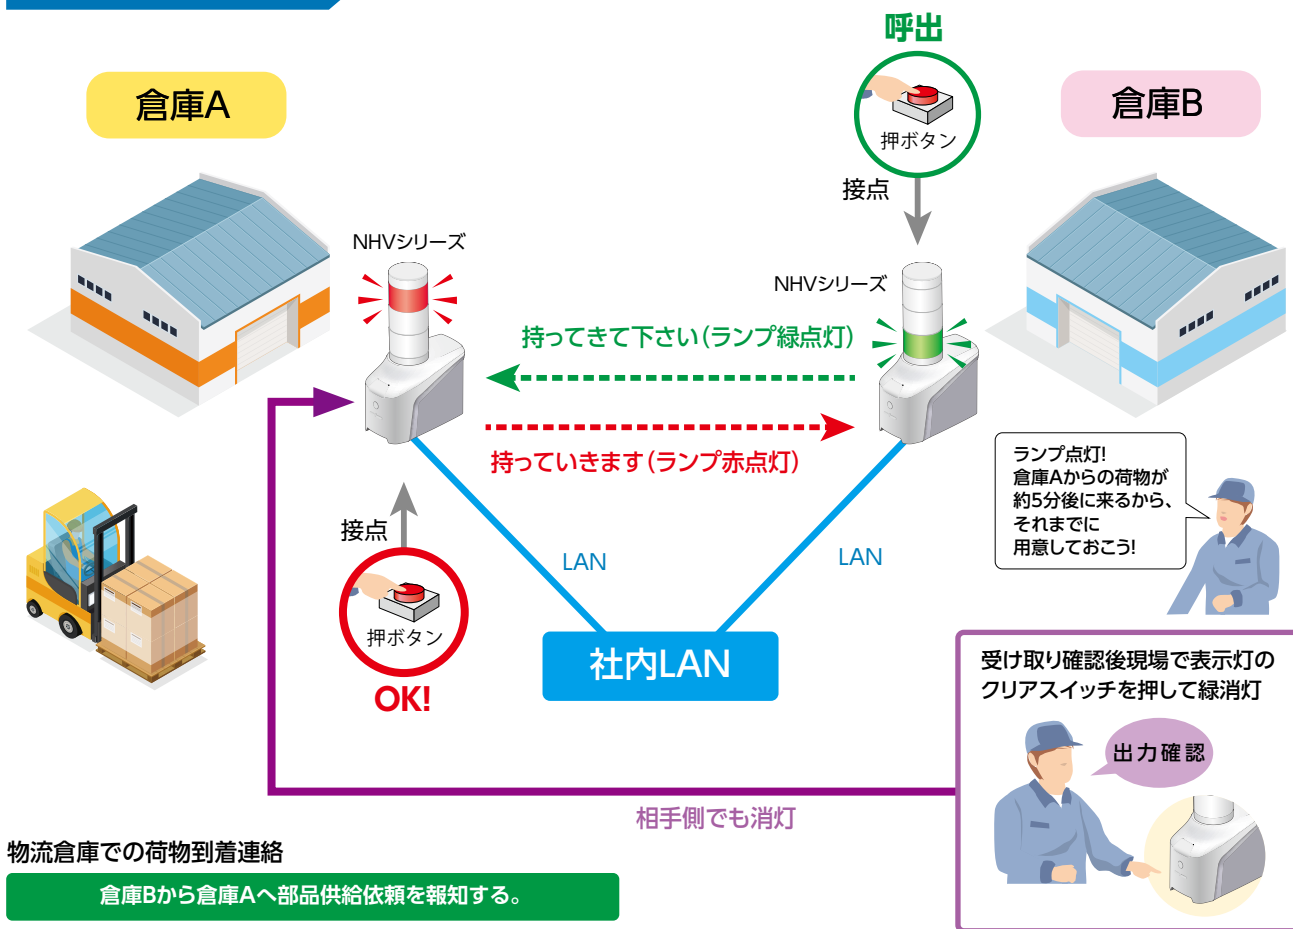 呼出
倉庫A
倉庫B
押ボタン
接点
NHVシリーズ
NHVシリーズ
持ってきて下さい(ランプ緑点灯)
持っていきます(ランプ赤点灯)
ランプ点灯!
倉庫Aからの荷物が
約5分後に来るから、
それまでに
用意しておこう!
接点
LAN
LAN
押ボタン
OK!
社内LAN
受け取り確認後現場で表示灯の
クリアスイッチを押して緑消灯
出力確認
相手側でも消灯
物流倉庫での荷物到着連絡
倉庫Bから倉庫Aへ部品供給依頼を報知する。